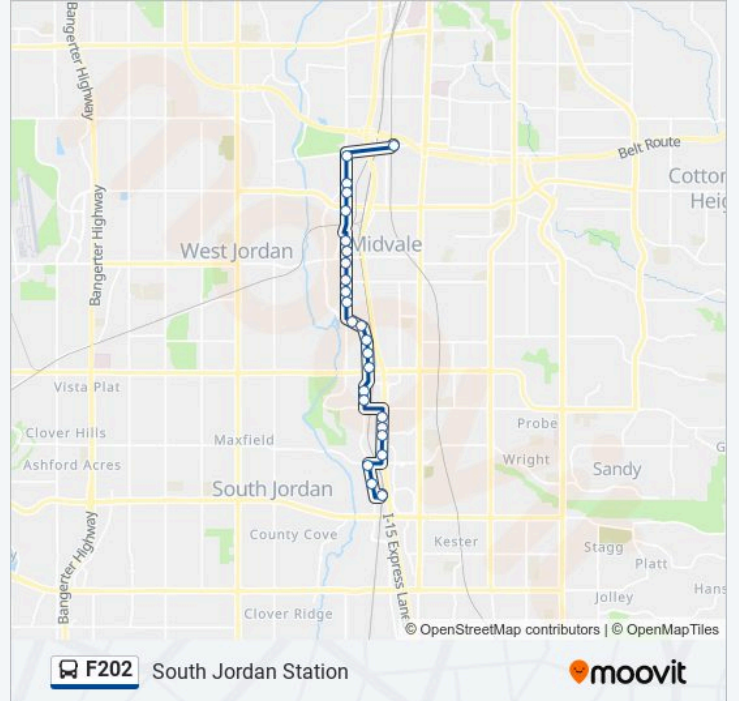 Bangerter Highway
Belt Route
Cotton
Heig
Bangerter Highway
West Jordan
Midvale
Vista Plat
Clover Hills
Maxfield
Probe
Ashford Acres
Wright
Sandy
South Jordan
County Cove
I-15 Express Lane
Kester
Stagg
Platt
Bangerter Highway
Jolley
Hans
Clover Ridge
© OpenStreetMap contributors | © OpenMapTiles
F202 South Jordan Station
moovit